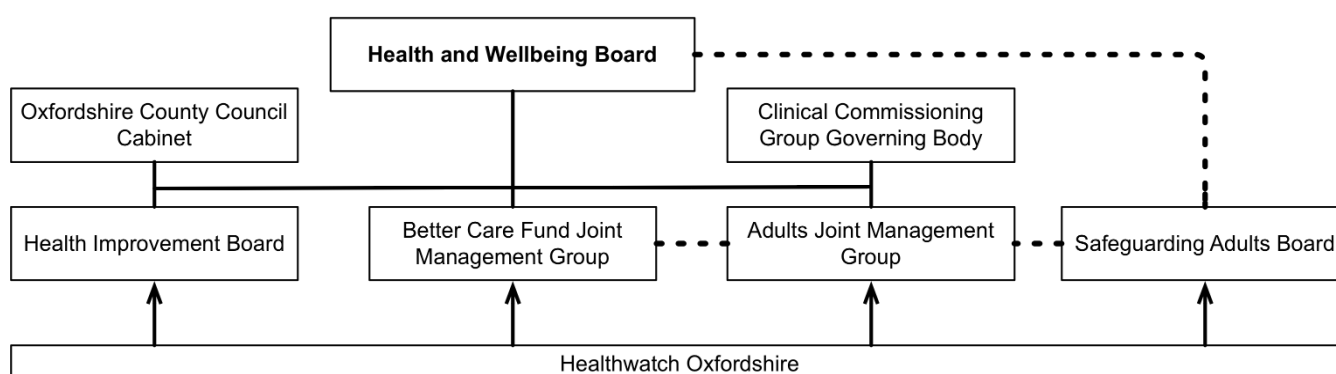 Health and Wellbeing Board
Oxfordshire County Council
Cabinet
Clinical Commissioning
Group Governing Body
Health Improvement Board
Better Care Fund Joint
Management Group
Adults Joint Management
Group
Safeguarding Adults Board
Healthwatch Oxfordshire